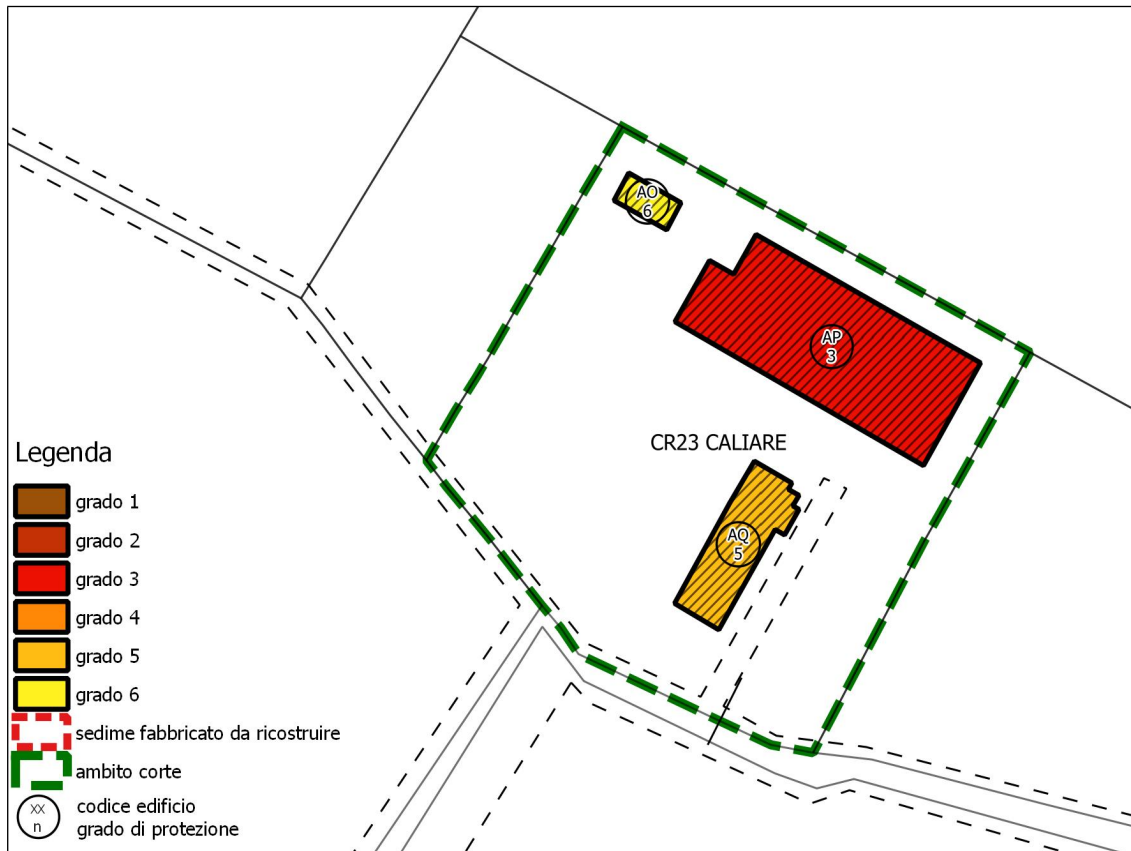 AO
6
AP
3
CR23 CALIARE
AQ
5
Legenda
grado 1
grado 2
grado 3
grado 4
grado 5
grado 6
sedime fabbricato da ricostruire
ambito corte
xx
n
codice edificio
grado di protezione